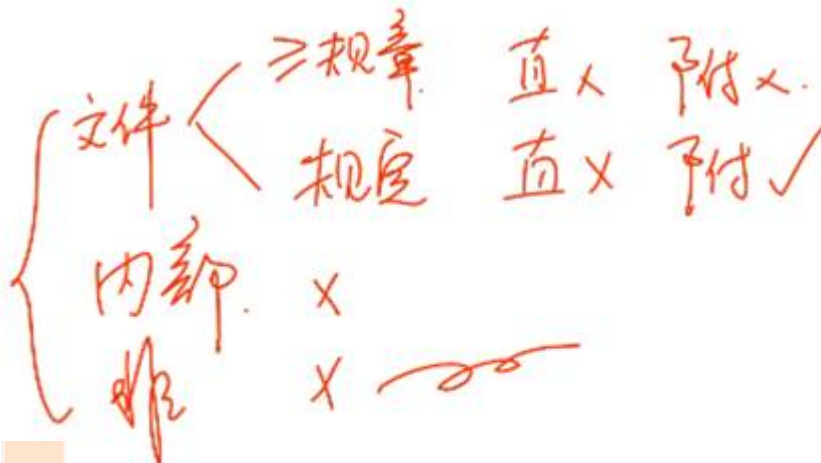 文件 ≥规章 直× 附×.
规定 直× 附✓
内部. ×
×